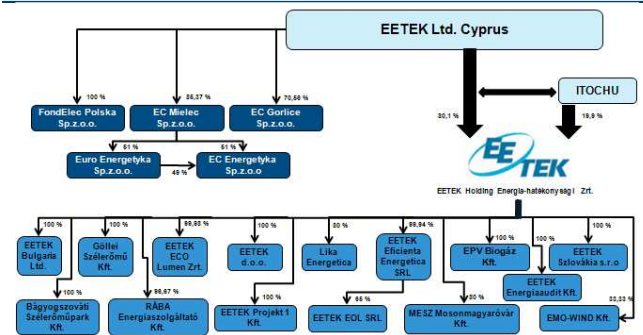 EETEK Ltd. Cyprus
ITOCHU
100 %
85,37 %
70,56 %
80,1 %
19,9 %
FondElec Polska
Sp.z.o.o.
EC Mielec
Sp.z.o.o.
EC Gorlice
Sp.z.o.o.
51 %
51 %
Euro Energetyka
Sp.z.o.o.
49 %
EC Energetyka
Sp.z.o.o
EETEK
EETEK Holding Energia-hatékonysági Zrt.
100 %
100 %
99,98 %
100 %
80 %
99,94 %
100 %
100 %
EETEK
Bulgaria
Ltd.
Göllei
Szélerőmű
Kft.
EETEK
ECO
Lumen Zrt.
EETEK
d.o.o.
Lika
Energetica
EETEK
Eficienta
Energetica
SRL
EPV Biogáz
Kft.
EETEK
Szlovákia s.r.o
100 %
96,67 %
100 %
65 %
80 %
100 %
33,33 %
Bágyogszováti
Szélerőműpark
Kft.
RÁBA
Energiaszolgáltató
Kft.
EETEK Projekt 1
Kft.
EETEK EOL SRL
MESZ Mosonmagyaróvár
Kft.
EETEK
Energiaaudit Kft.
EMO-WIND Kft.